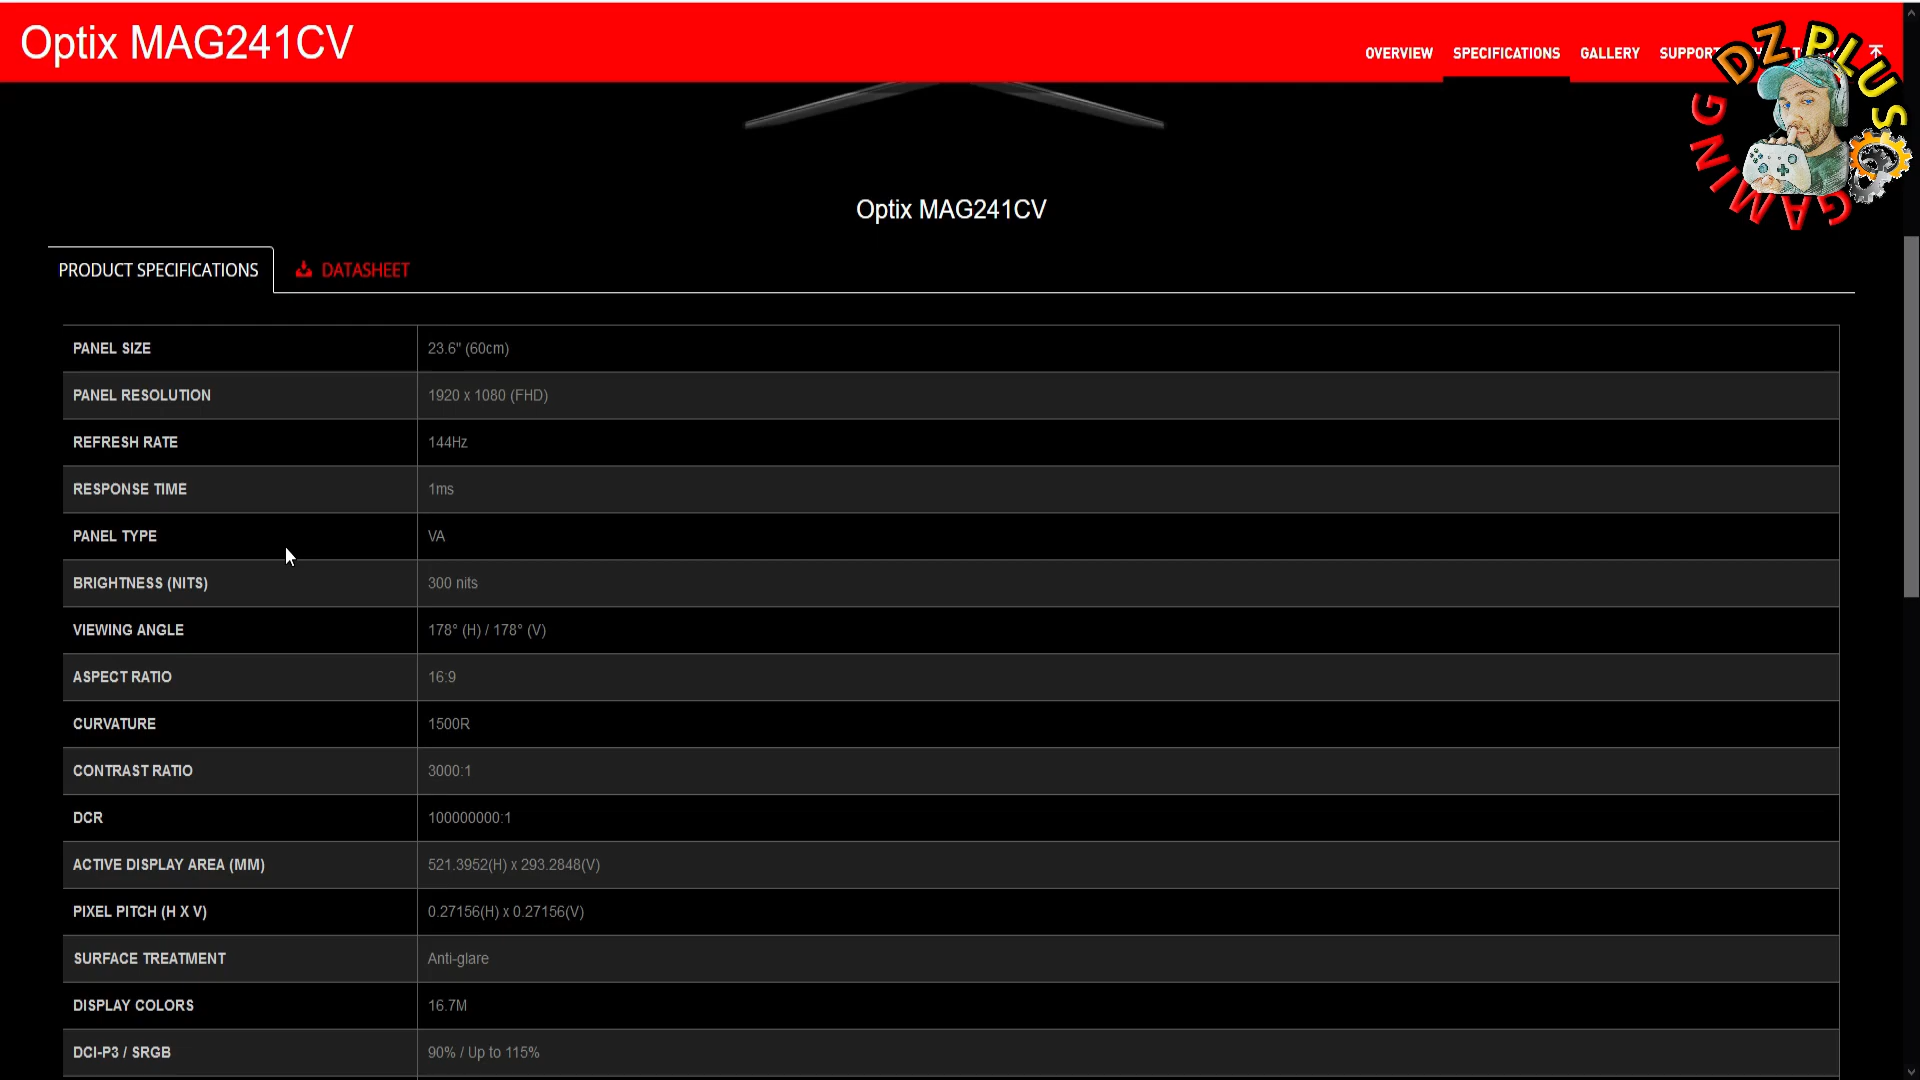 Optix MAG241CV
OVERVIEW SPECIFICATIONS GALLERY SUPPORT
GAMING DZ PLUS
Optix MAG241CV
PRODUCT SPECIFICATIONS DATASHEET
PANEL SIZE 23.6" (60cm)
PANEL RESOLUTION 1920 x 1080 (FHD)
REFRESH RATE 144Hz
RESPONSE TIME 1ms
PANEL TYPE VA
BRIGHTNESS (NITS) 300 nits
VIEWING ANGLE 178° (H) / 178° (V)
ASPECT RATIO 16:9
CURVATURE 1500R
CONTRAST RATIO 3000:1
DCR 100000000:1
ACTIVE DISPLAY AREA (MM) 521.3952(H) x 293.2848(V)
PIXEL PITCH (H X V) 0.27156(H) x 0.27156(V)
SURFACE TREATMENT Anti-glare
DISPLAY COLORS 16.7M
DCI-P3 / SRGB 90% / Up to 115%